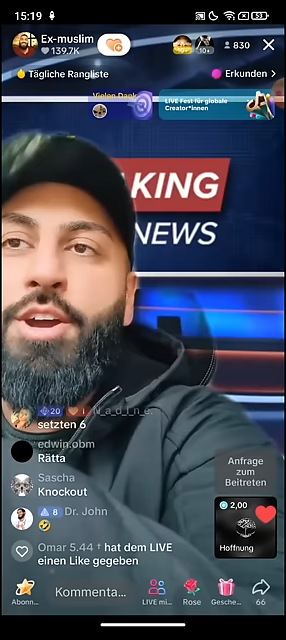 15:19
53
Ex-muslim
139,7K
10+
830
Tägliche Rangliste
Erkunden
Vielen Dank
LIVE Fest für globale
Creator*innen
KING
NEWS
20
N_a_d_i_n_e.
setzten 6
edwin.obm
Rätta
Sascha
Knockout
8 Dr. John
🤣
Omar 5.44 † hat dem LIVE
einen Like gegeben
Anfrage
zum
Beitreten
2,00
Hoffnung
Abonn...
Kommenta...
LIVE mi...
Rose
Gesche...
66